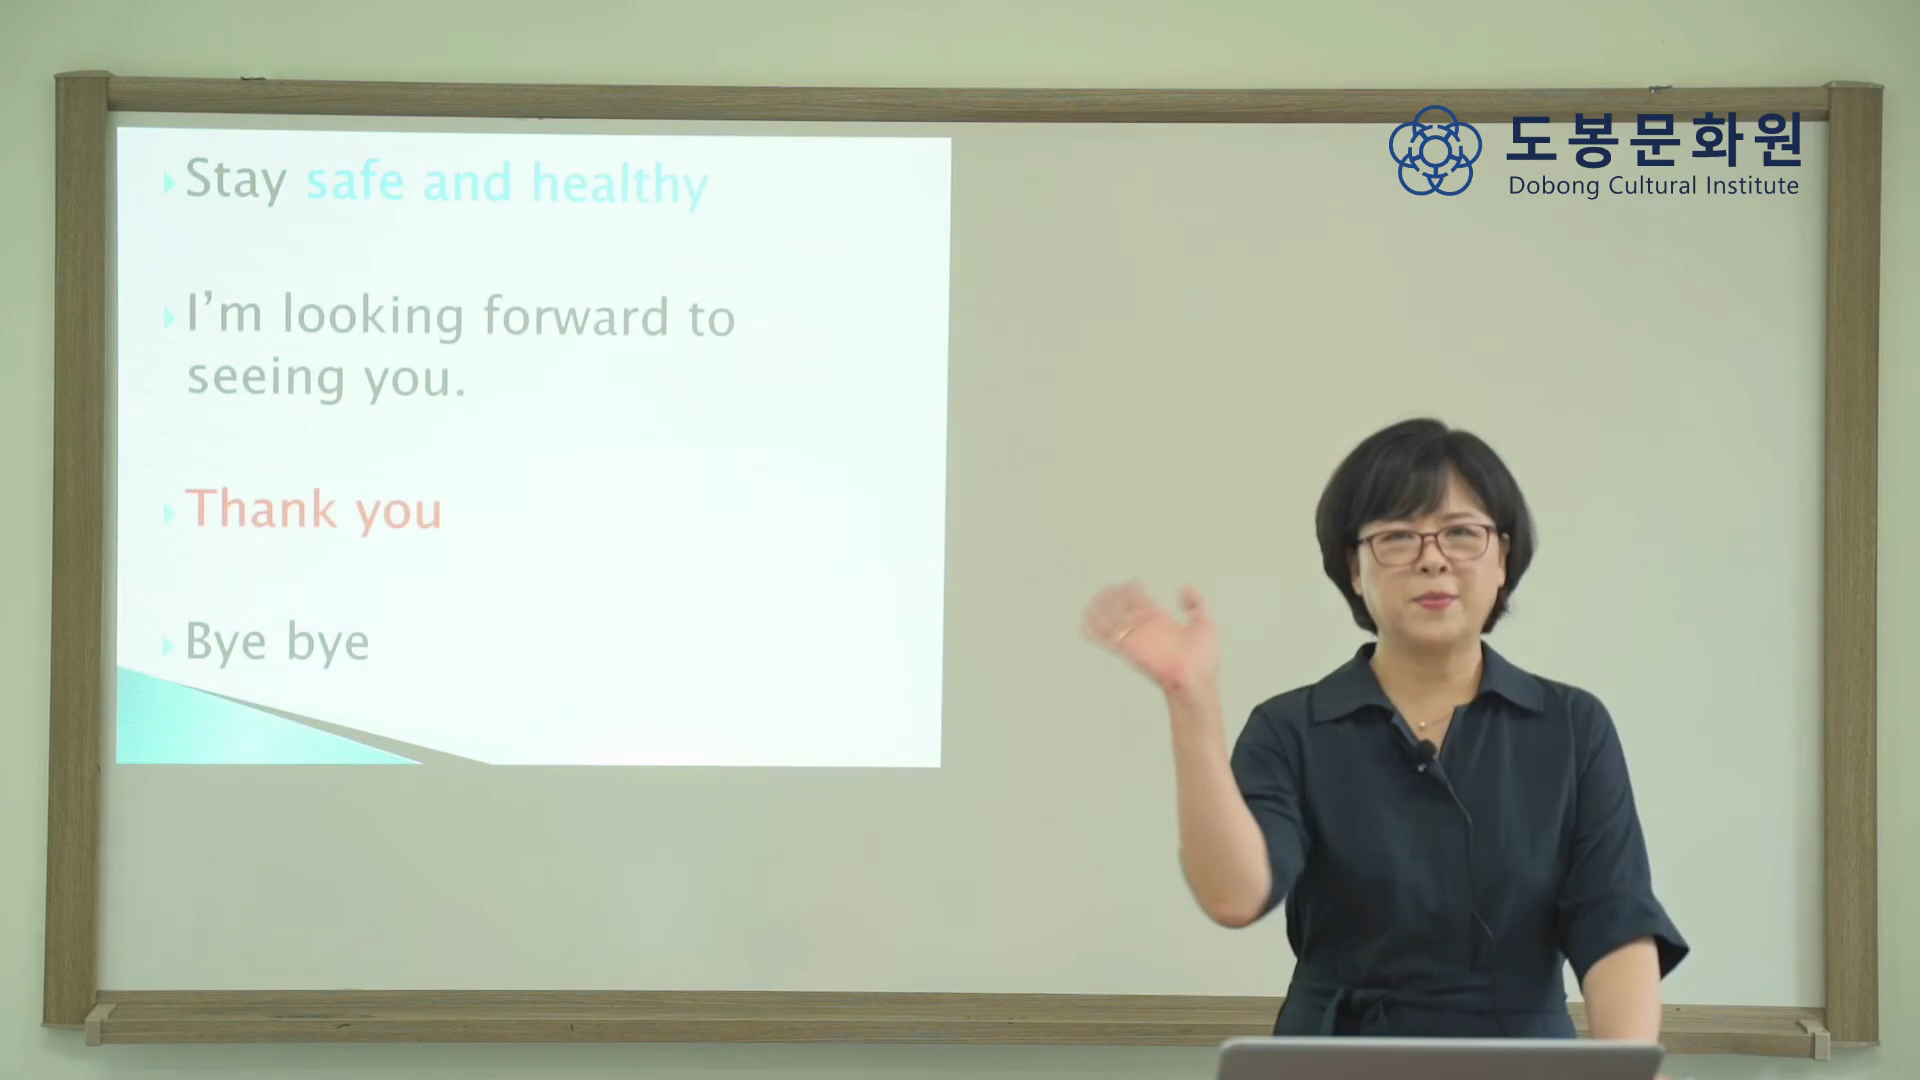 도봉문화원
Dobong Cultural Institute
Stay safe and healthy
I'm looking forward to
seeing you.
Thank you
Bye bye